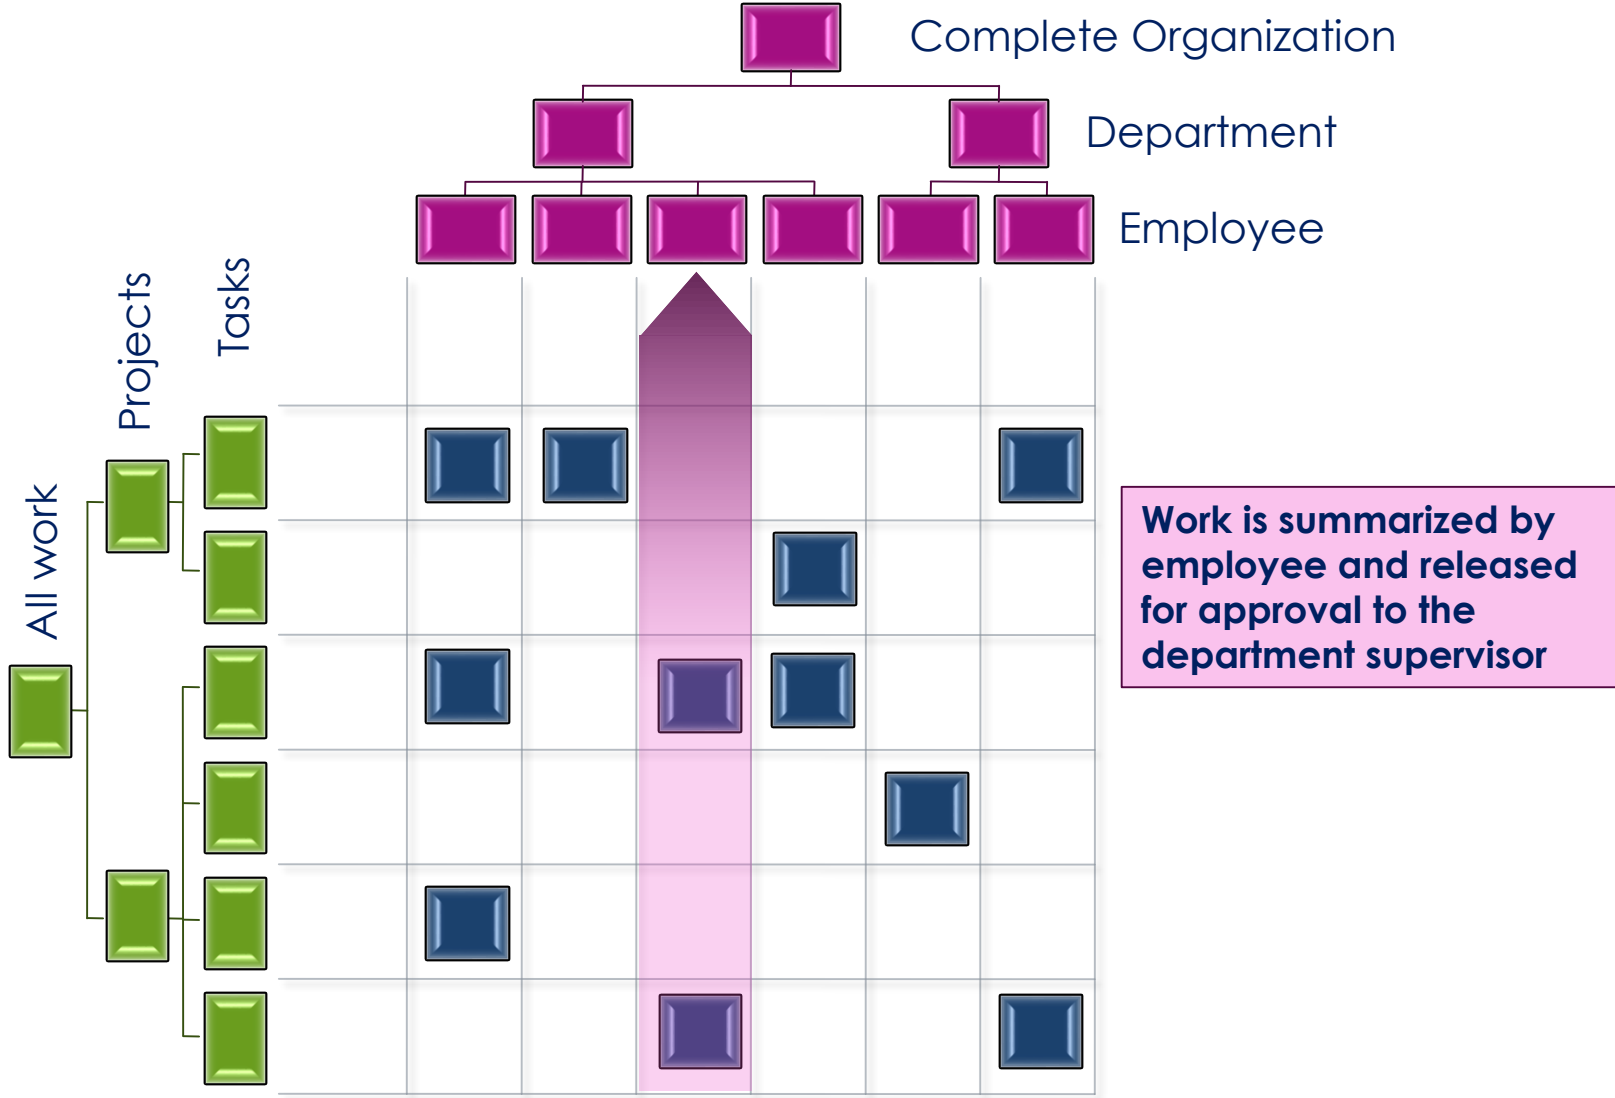 Complete Organization
Department
Employee
Tasks
Projects
All work
Work is summarized by
employee and released
for approval to the
department supervisor